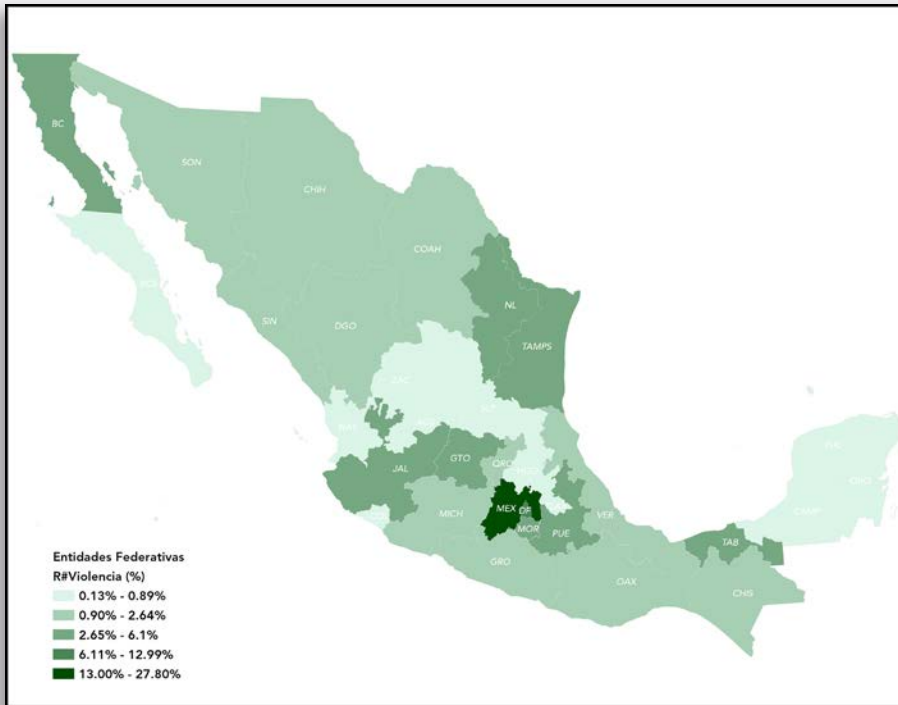 BC
SON
CHIH
COAH
NL
SIN
DGO
TAMPS
ZAC
NAY
JAL
GTO
QRO
MICH
MEX
DF
MOR
PUE
VER
TAB
CAMP
GRO
OAX
CHIS
Entidades Federativas
R#Violencia (%)
0.13% - 0.89%
0.90% - 2.64%
2.65% - 6.1%
6.11% - 12.99%
13.00% - 27.80%